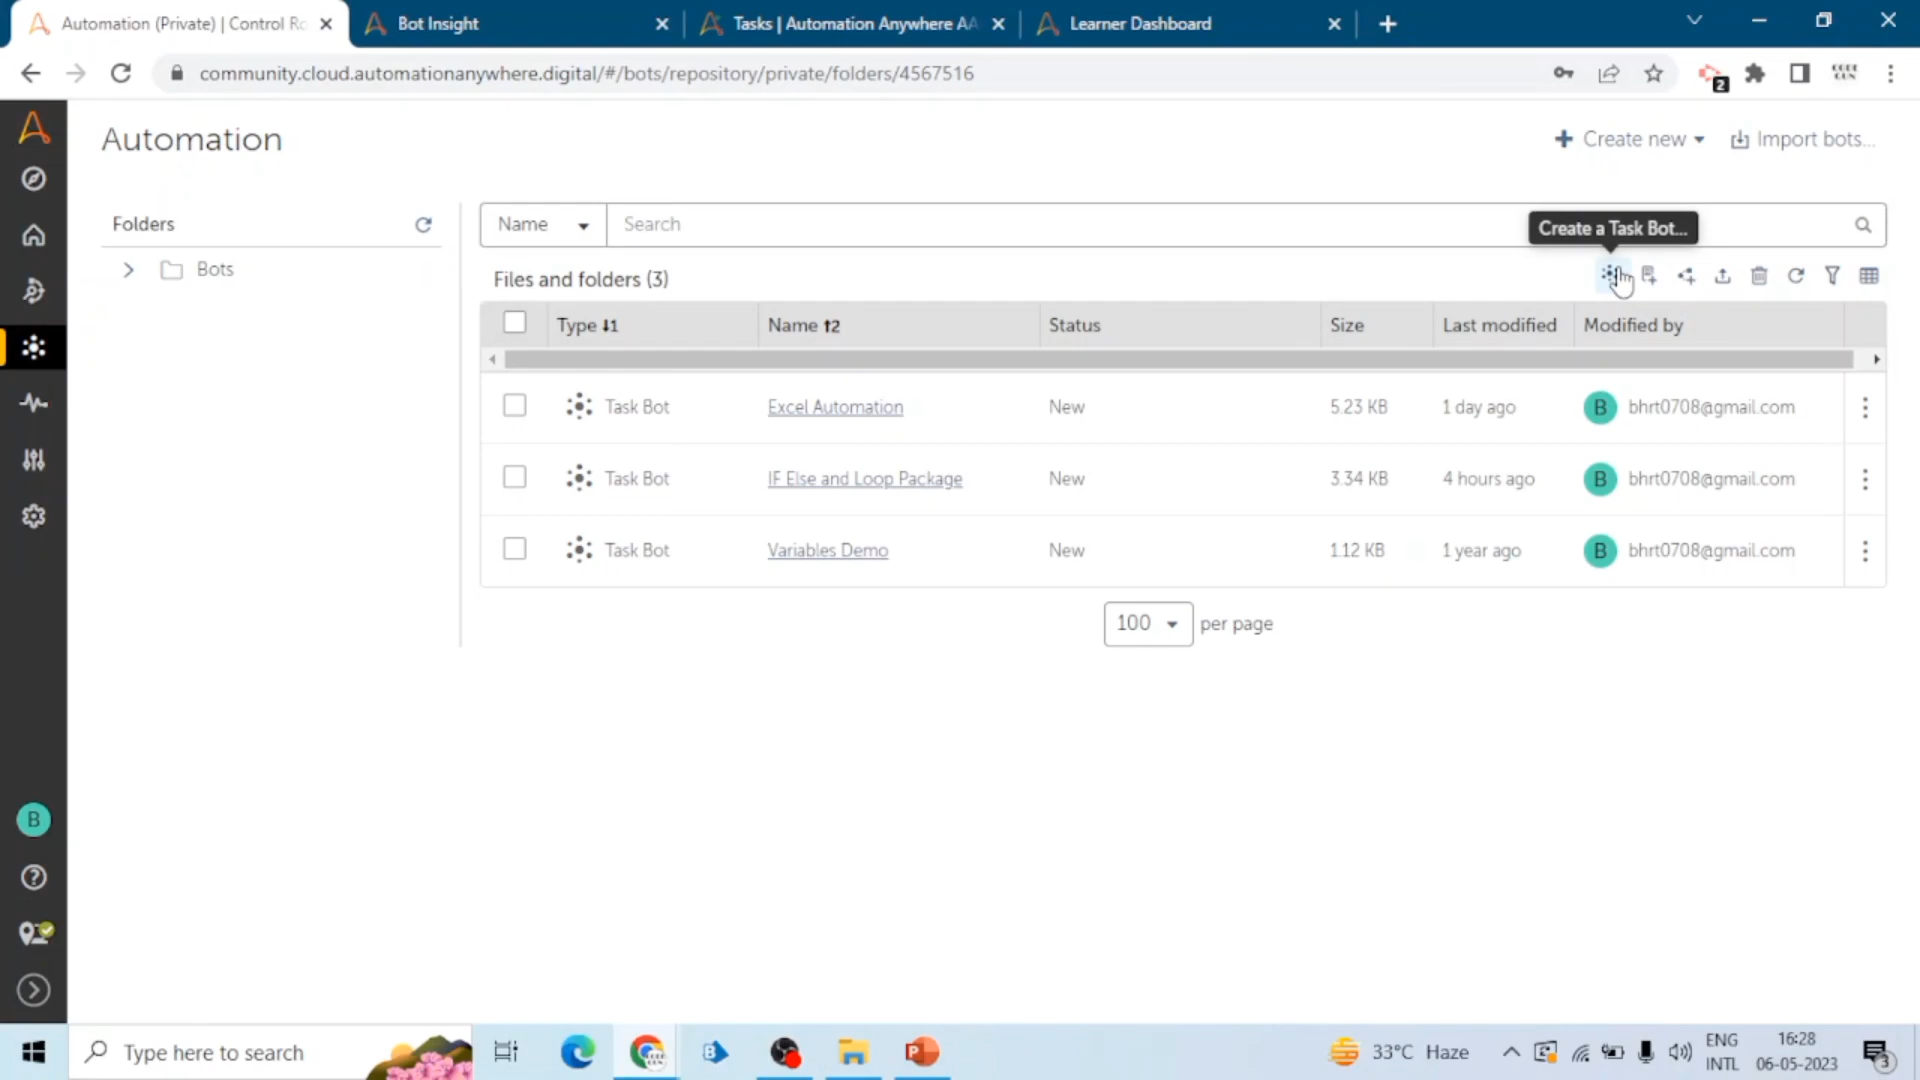 Automation (Private) | Control Ro
Bot Insight
Tasks | Automation Anywhere AA
Learner Dashboard
community.cloud.automationanywhere.digital/#/bots/repository/private/folders/4567516
2
Automation
Create new
Import bots...
Folders
Name
Search
Create a Task Bot...
Bots
Files and folders (3)
Type 1
Name 2
Status
Size
Last modified
Modified by
Task Bot
Excel Automation
New
5.23 KB
1 day ago
B
bhrt0708@gmail.com
Task Bot
IF Else and Loop Package
New
3.34 KB
4 hours ago
B
bhrt0708@gmail.com
Task Bot
Variables Demo
New
1.12 KB
1 year ago
B
bhrt0708@gmail.com
100
per page
B
Type here to search
33°C Haze
ENG
INTL
16:28
06-05-2023
3